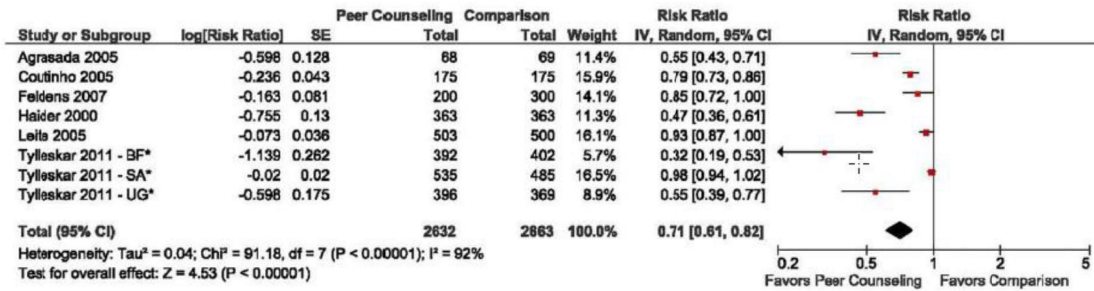 Peer Counseling Comparison Risk Ratio Risk Ratio
Study or Subgroup log[Risk Ratio] SE Total Total Weight IV, Random, 95% CI IV, Random, 95% CI
Agrasada 2005 -0.598 0.128 68 69 11.4% 0.55 [0.43, 0.71]
Coutinho 2005 -0.236 0.043 175 175 15.9% 0.79 [0.73, 0.86]
Feldens 2007 -0.163 0.081 200 300 14.1% 0.85 [0.72, 1.00]
Haider 2000 -0.755 0.13 363 363 11.3% 0.47 [0.36, 0.61]
Leits 2005 -0.073 0.036 503 500 16.1% 0.93 [0.87, 1.00]
Tylleskar 2011 - BF* -1.139 0.262 392 402 5.7% 0.32 [0.19, 0.53]
Tylleskar 2011 - SA* -0.02 0.02 535 485 16.5% 0.98 [0.94, 1.02]
Tylleskar 2011 - UG* -0.598 0.175 396 369 8.9% 0.55 [0.39, 0.77]
Total (95% CI) 2632 2663 100.0% 0.71 [0.61, 0.82]
Heterogeneity: Tau² = 0.04; Chi² = 91.18, df = 7 (P < 0.00001); I² = 92%
Test for overall effect: Z = 4.53 (P < 0.00001)
0.2 0.5 1 2 5
Favors Peer Counseling Favors Comparison